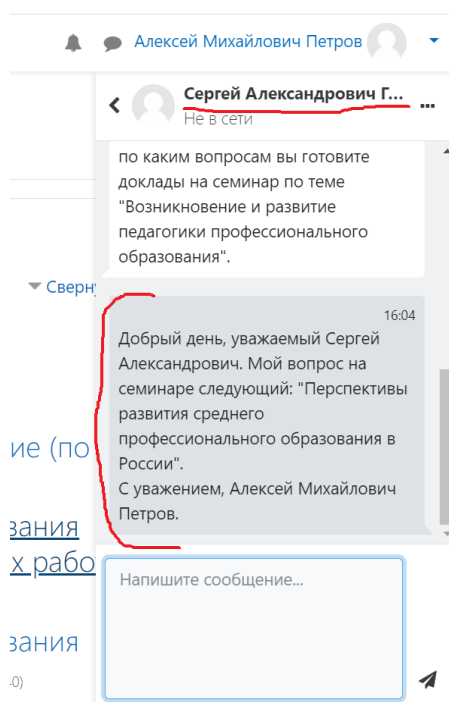 Алексей Михайлович Петров
Сергей Александрович Г...
Не в сети
по каким вопросам вы готовите
доклады на семинар по теме
"Возникновение и развитие
педагогики профессионального
образования".
Сверну
16:04
Добрый день, уважаемый Сергей
Александрович. Мой вопрос на
семинаре следующий: "Перспективы
развития среднего
профессионального образования в
России".
С уважением, Алексей Михайлович
Петров.
ие (по
вания
х рабо
Напишите сообщение...
вания